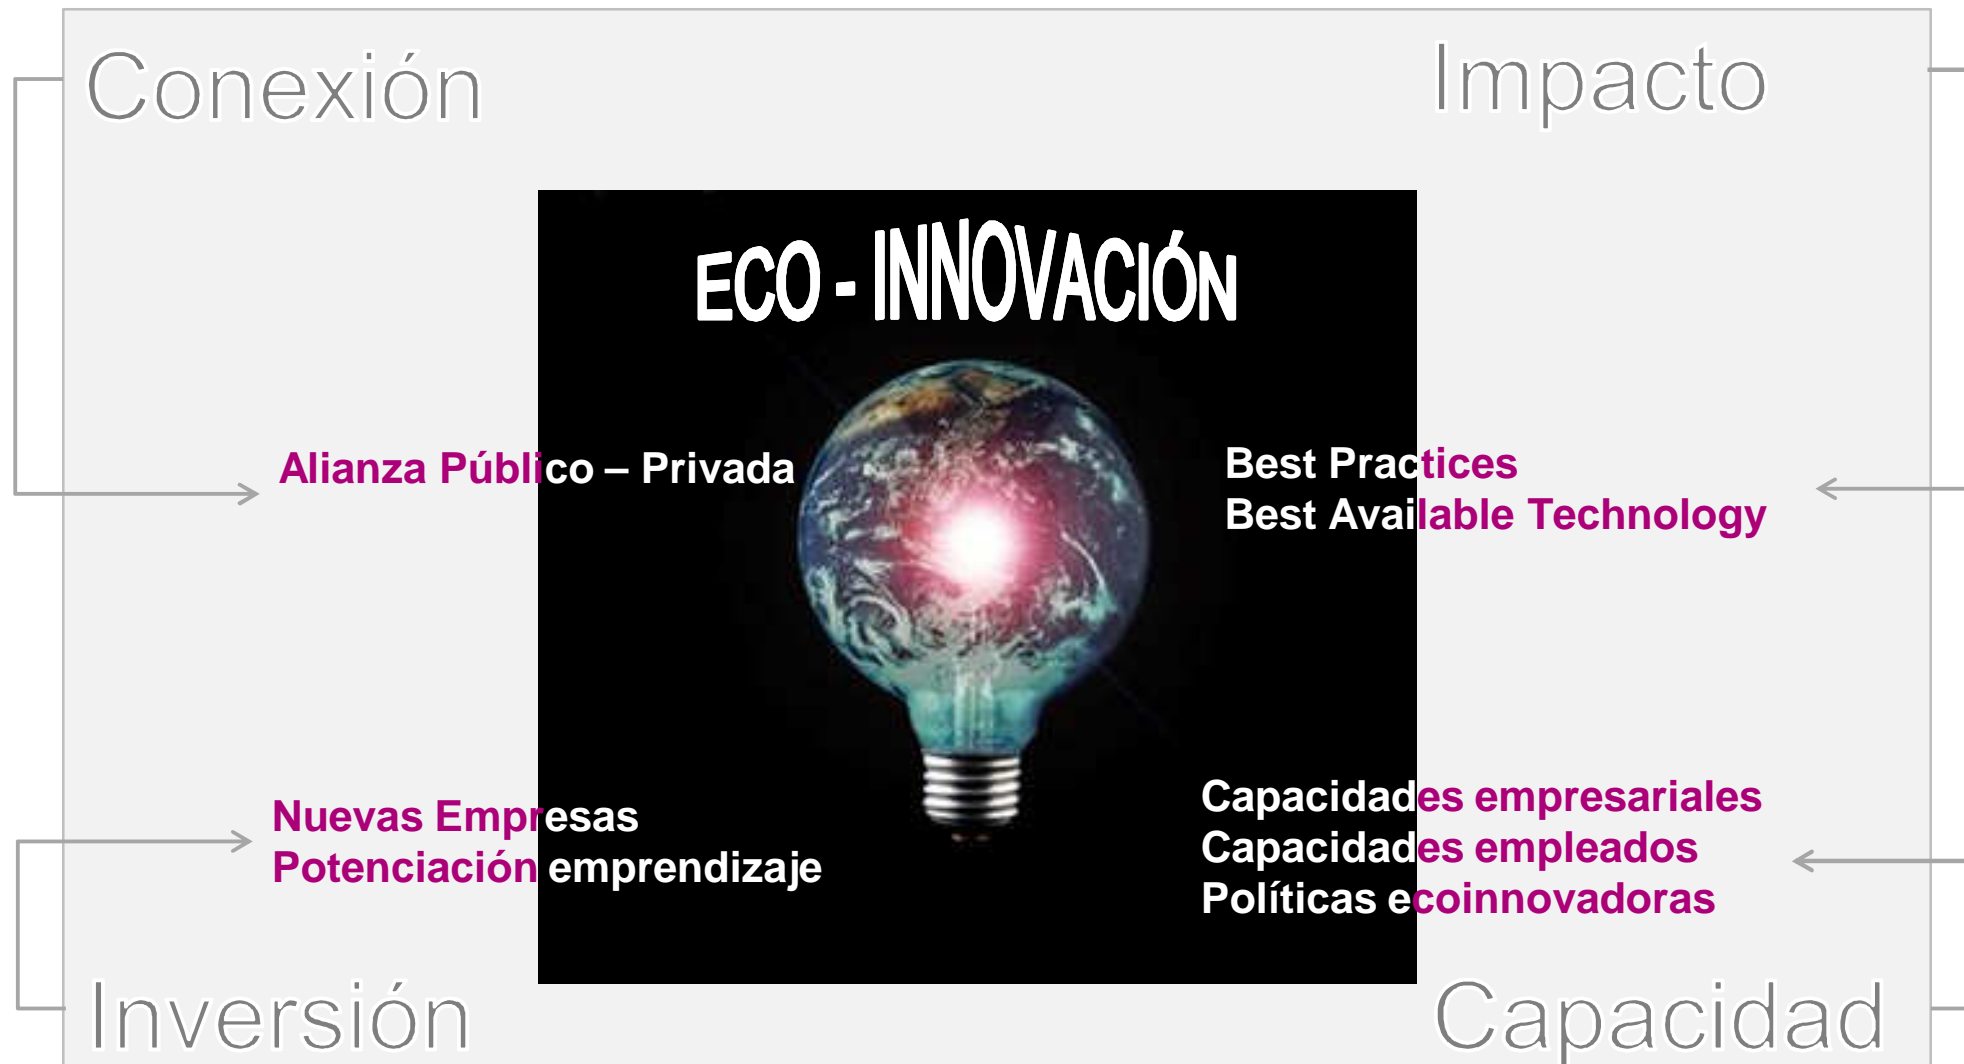 Conexión
Impacto
ECO - INNOVACIÓN
Alianza Público – Privada
Best Practices
Best Available Technology
Nuevas Empresas
Potenciación emprendizaje
Capacidades empresariales
Capacidades empleados
Políticas ecoinnovadoras
Inversión
Capacidad